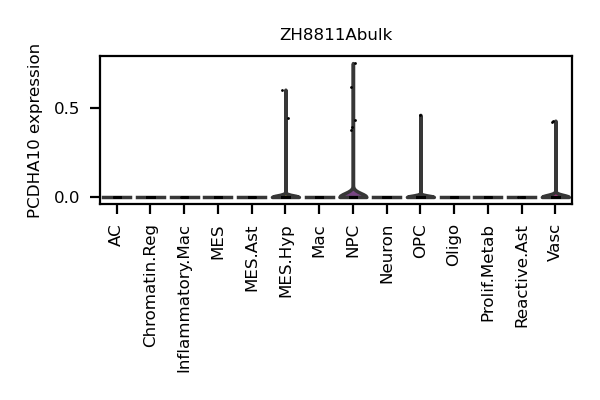 ZH8811Abulk
PCDHA10 expression
0.5
0.0
AC
Chromatin.Reg
Inflammatory.Mac
MES
MES.Ast
MES.Hyp
Mac
NPC
Neuron
OPC
Oligo
Prolif.Metab
Reactive.Ast
Vasc